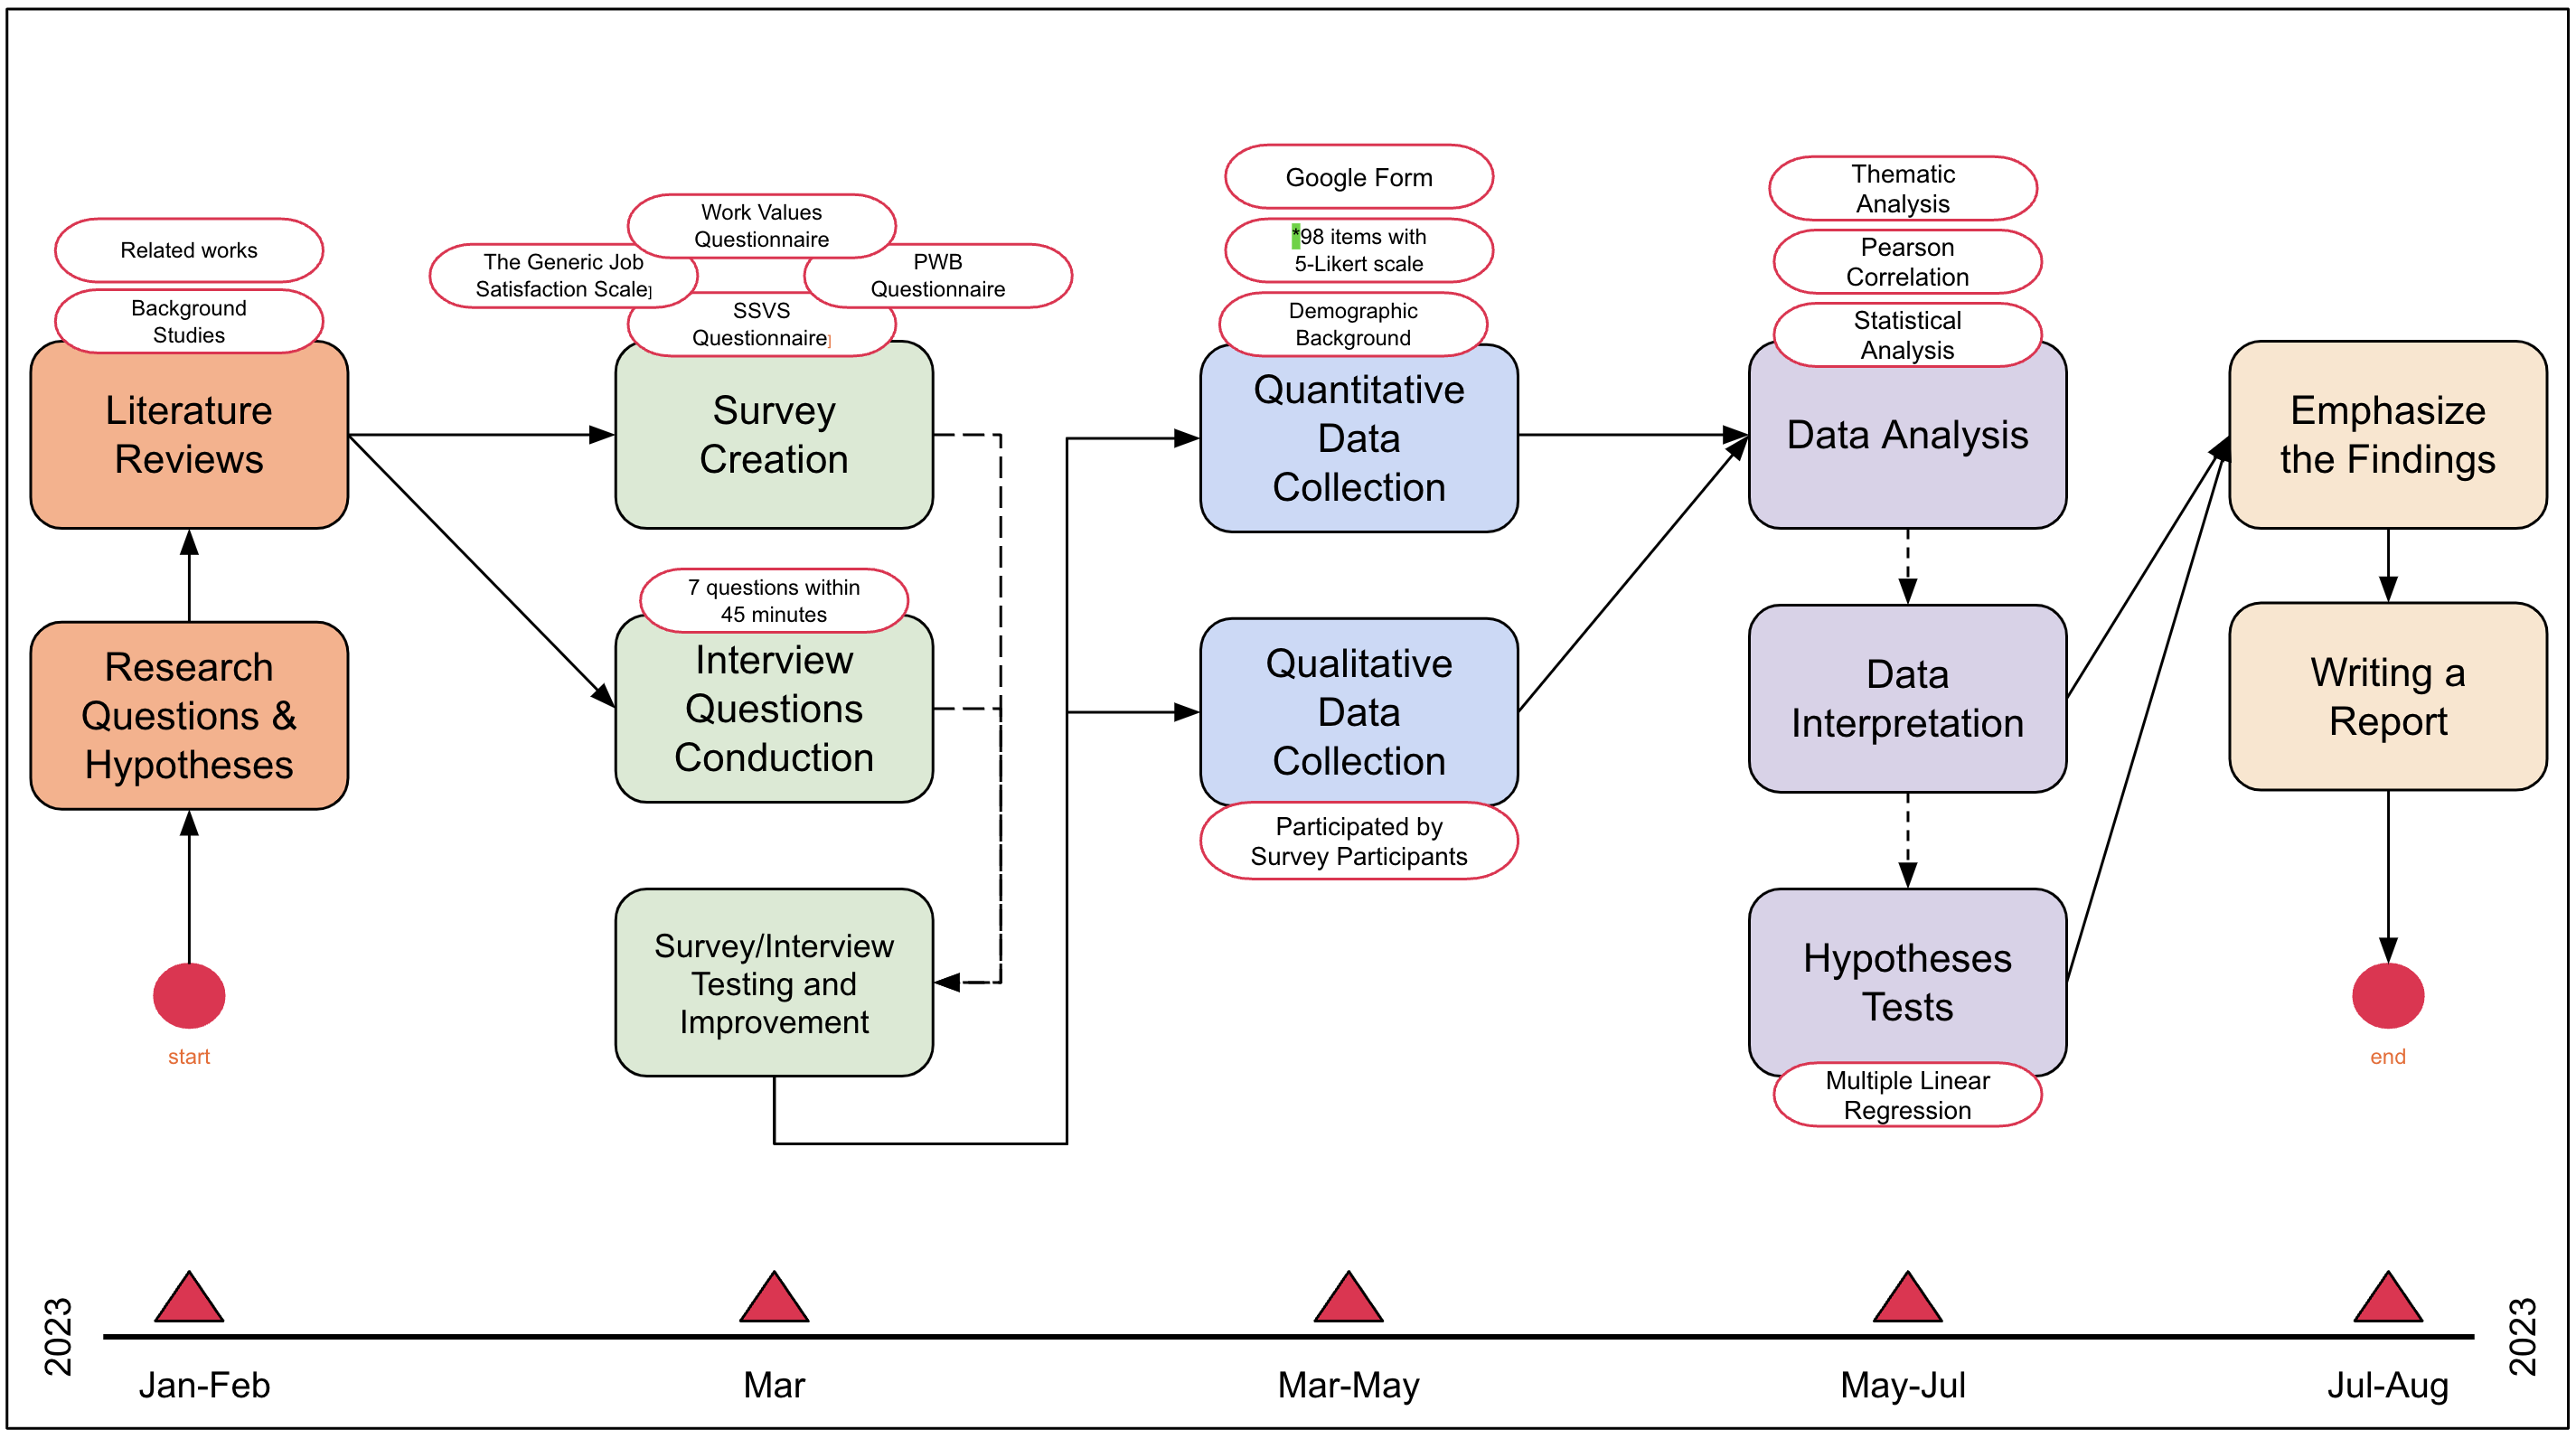 Related works
Background
Studies
Literature
Reviews
Research
Questions &
Hypotheses
start
Work Values
Questionnaire
The Generic Job
Satisfaction Scale]
PWB
Questionnaire
SSVS
Questionnaire]
Survey
Creation
7 questions within
45 minutes
Interview
Questions
Conduction
Survey/Interview
Testing and
Improvement
Google Form
*98 items with
5-Likert scale
Demographic
Background
Quantitative
Data
Collection
Qualitative
Data
Collection
Participated by
Survey Participants
Thematic
Analysis
Pearson
Correlation
Statistical
Analysis
Data Analysis
Data
Interpretation
Hypotheses
Tests
Multiple Linear
Regression
Emphasize
the Findings
Writing a
Report
end
2023
Jan-Feb
Mar
Mar-May
May-Jul
Jul-Aug
2023